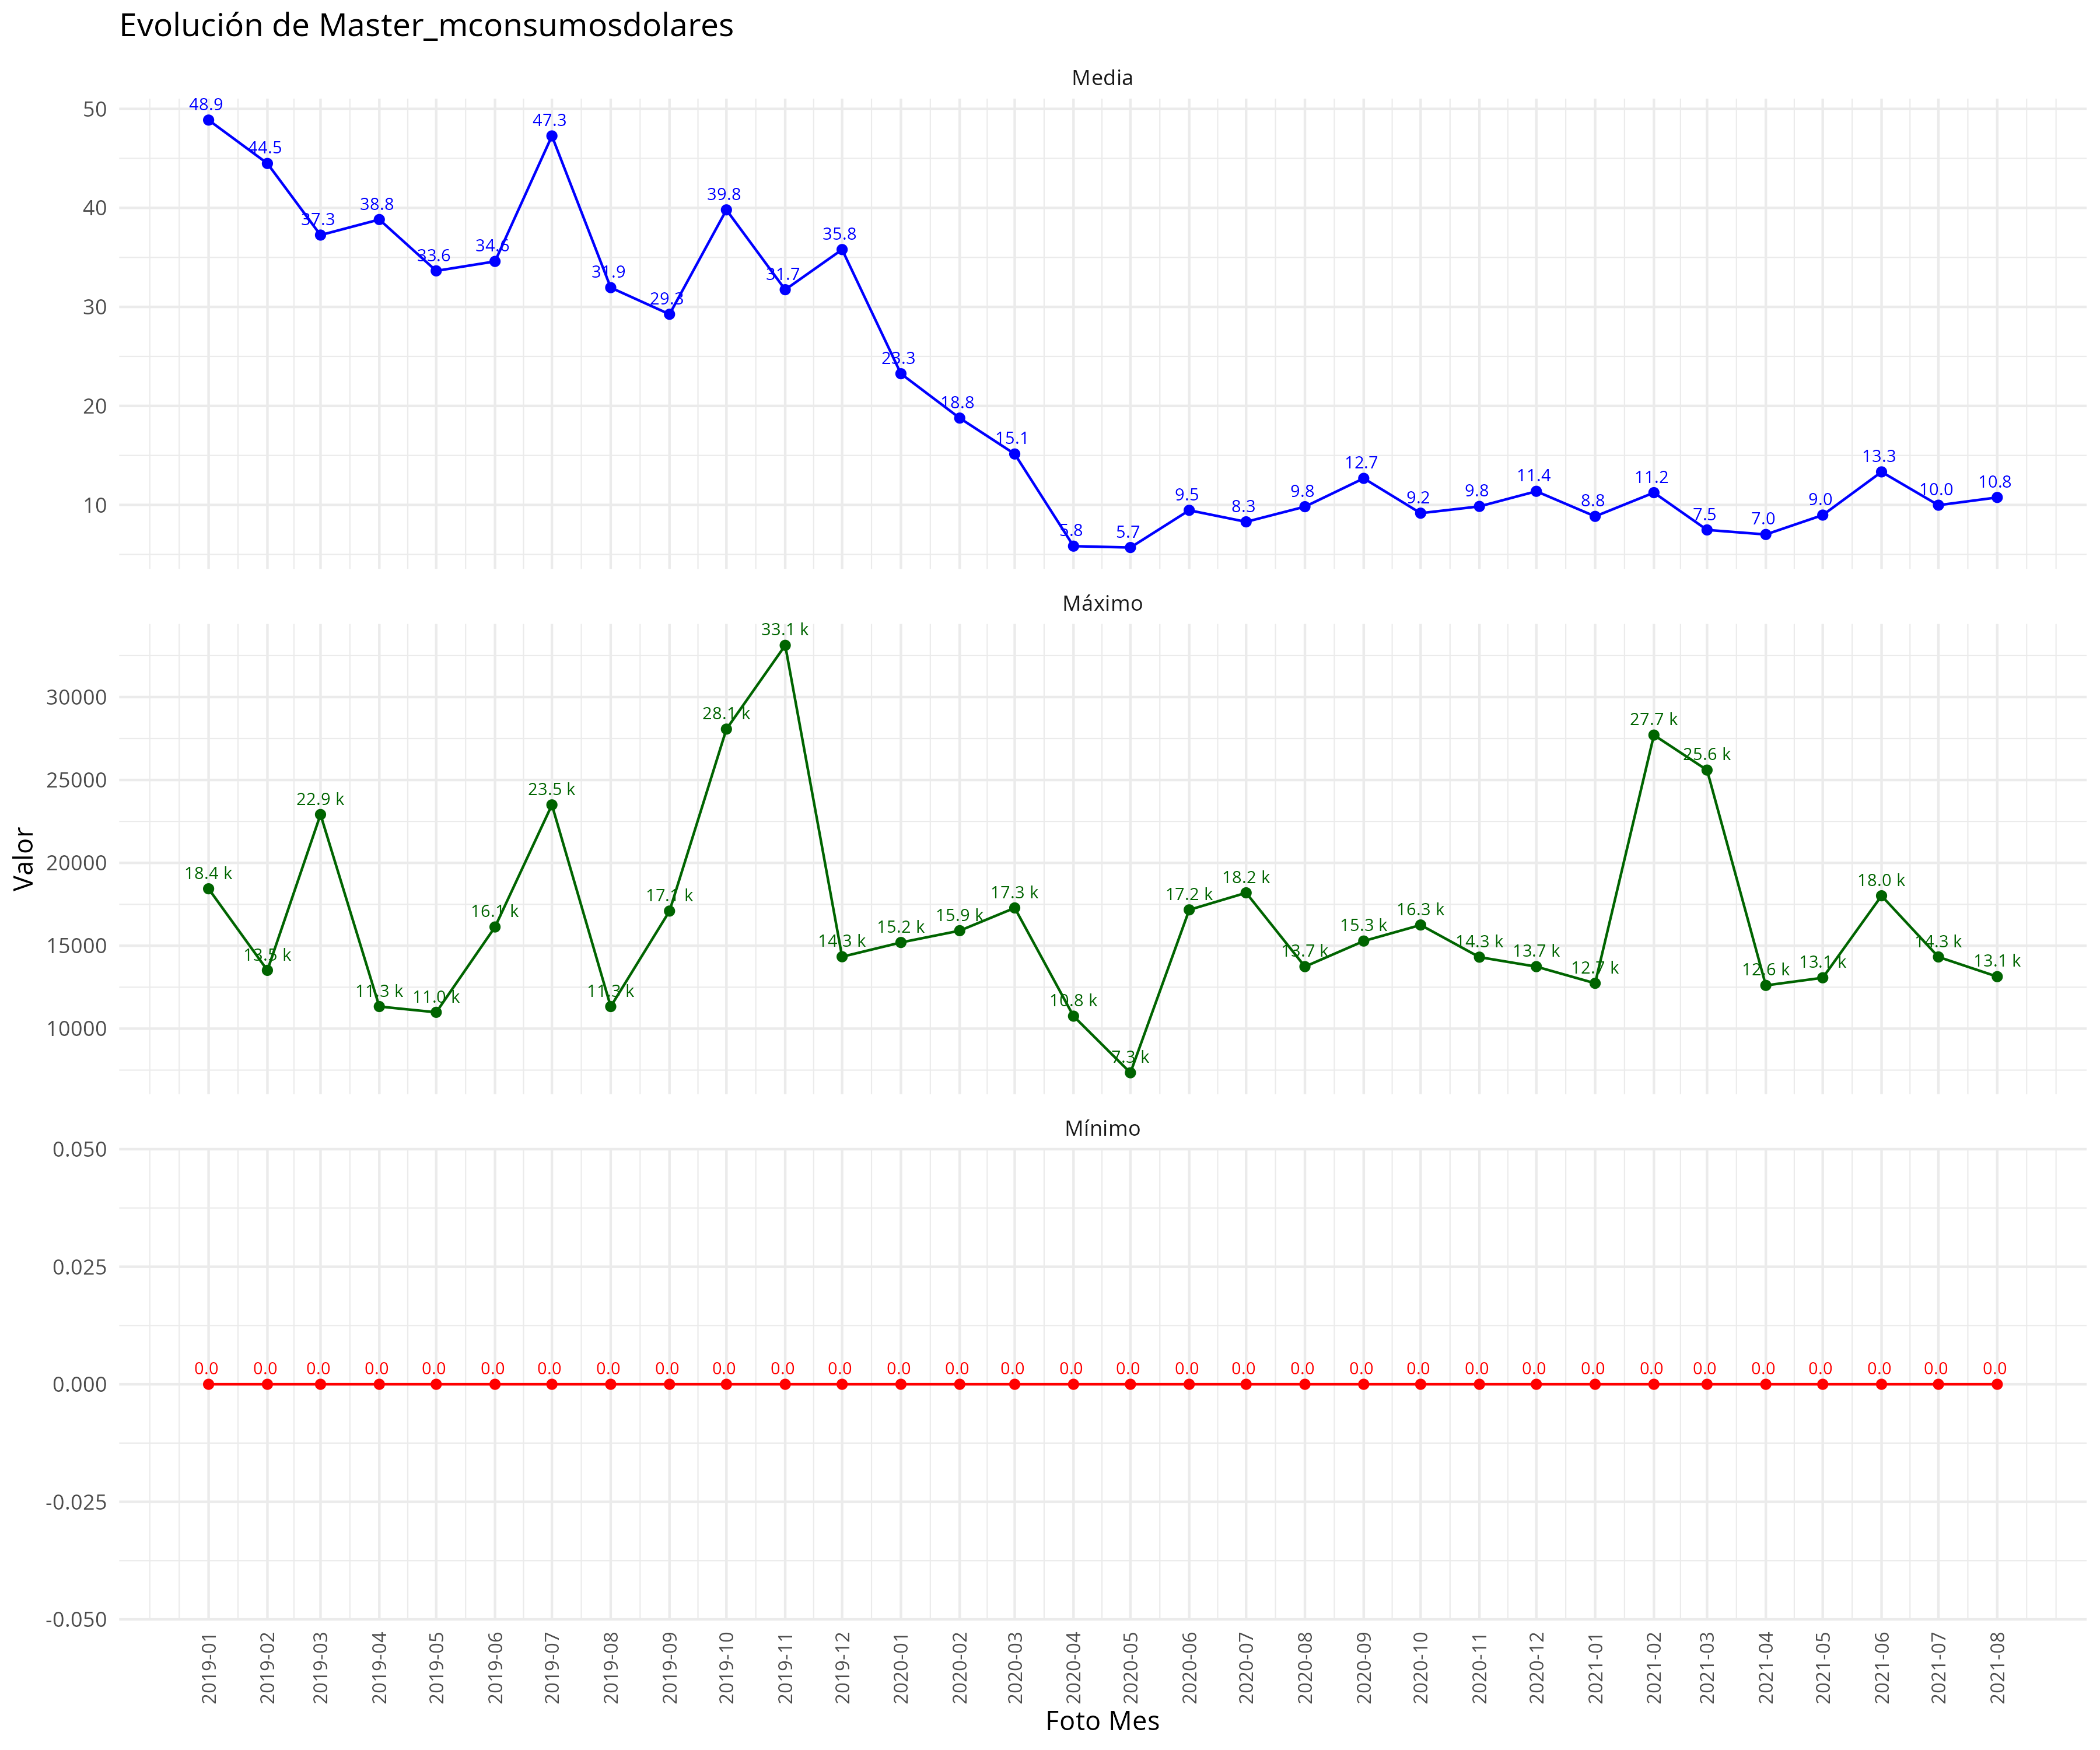 Evolución de Master_mconsumosdolares
Media
50
40
30
20
10
48.9 44.5 37.3 38.8 33.6 34.6 47.3 31.9 29.3 39.8 31.7 35.8 23.3 18.8 15.1 5.8 5.7 9.5 8.3 9.8 12.7 9.2 9.8 11.4 8.8 11.2 7.5 7.0 9.0 13.3 10.0 10.8
Máximo
30000
25000
20000
15000
10000
18.4 k 13.5 k 22.9 k 11.3 k 11.0 k 16.1 k 23.5 k 11.3 k 17.1 k 28.1 k 33.1 k 14.3 k 15.2 k 15.9 k 17.3 k 10.8 k 7.3 k 17.2 k 18.2 k 13.7 k 15.3 k 16.3 k 14.3 k 13.7 k 12.7 k 27.7 k 25.6 k 12.6 k 13.1 k 18.0 k 14.3 k 13.1 k
Valor
Mínimo
0.050
0.025
0.000
-0.025
-0.050
0.0 0.0 0.0 0.0 0.0 0.0 0.0 0.0 0.0 0.0 0.0 0.0 0.0 0.0 0.0 0.0 0.0 0.0 0.0 0.0 0.0 0.0 0.0 0.0 0.0 0.0 0.0 0.0 0.0 0.0 0.0 0.0
2019-01 2019-02 2019-03 2019-04 2019-05 2019-06 2019-07 2019-08 2019-09 2019-10 2019-11 2019-12 2020-01 2020-02 2020-03 2020-04 2020-05 2020-06 2020-07 2020-08 2020-09 2020-10 2020-11 2020-12 2021-01 2021-02 2021-03 2021-04 2021-05 2021-06 2021-07 2021-08
Foto Mes